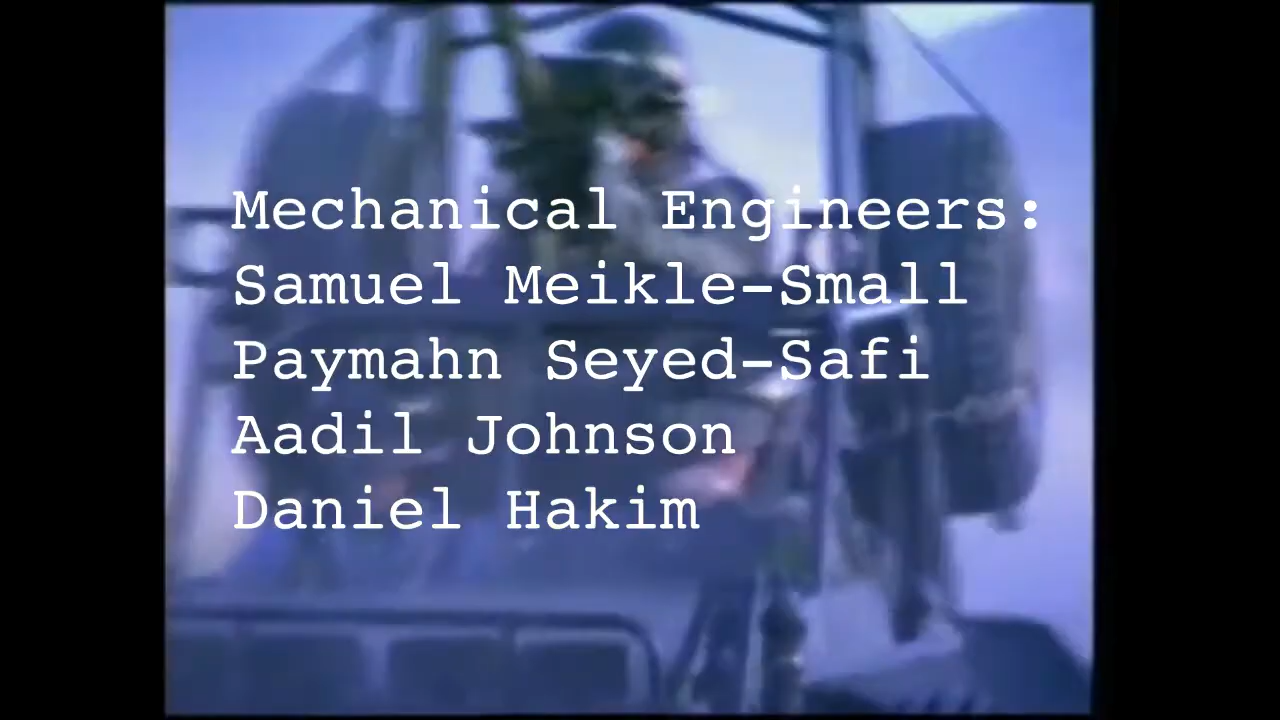 Mechanical Engineers:
Samuel Meikle-Small
Paymahn Seyed-Safi
Aadil Johnson
Daniel Hakim